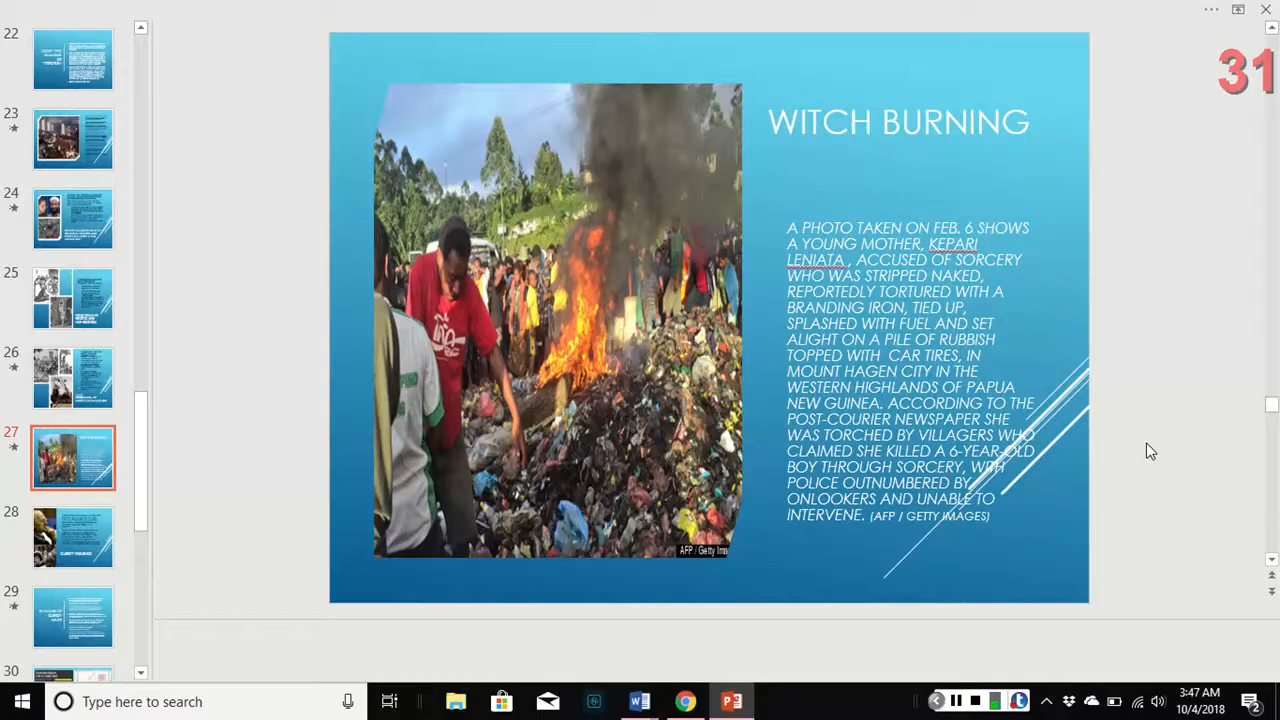 22
31
23
WITCH BURNING
24
A PHOTO TAKEN ON FEB. 6 SHOWS
A YOUNG MOTHER, KEPARI
LENIATA , ACCUSED OF SORCERY
WHO WAS STRIPPED NAKED,
REPORTEDLY TORTURED WITH A
BRANDING IRON, TIED UP,
SPLASHED WITH FUEL AND SET
ALIGHT ON A PILE OF RUBBISH
TOPPED WITH CAR TIRES, IN
MOUNT HAGEN CITY IN THE
WESTERN HIGHLANDS OF PAPUA
NEW GUINEA. ACCORDING TO THE
POST-COURIER NEWSPAPER SHE
WAS TORCHED BY VILLAGERS WHO
CLAIMED SHE KILLED A 6-YEAR-OLD
BOY THROUGH SORCERY, WITH
POLICE OUTNUMBERED BY
ONLOOKERS AND UNABLE TO
INTERVENE. (AFP / GETTY IMAGES)
AFP / Getty Ima
25
26
27
28
29
30
Type here to search
3:47 AM
10/4/2018
2